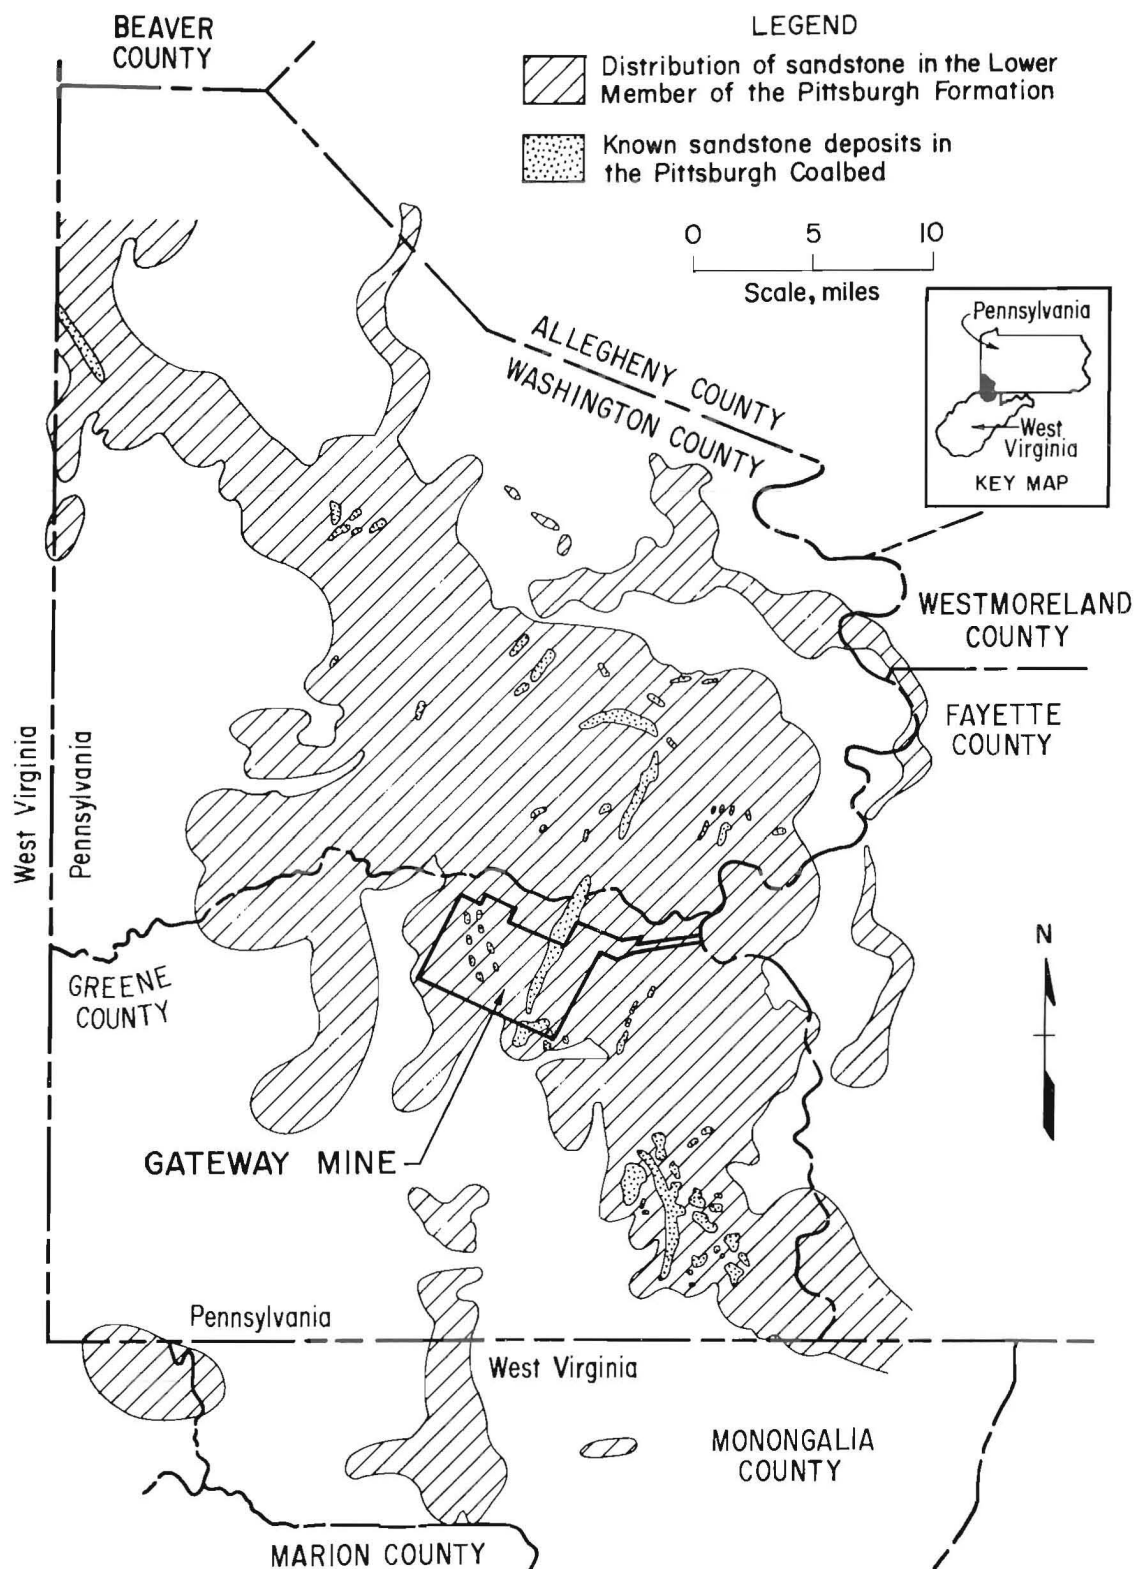 BEAVER
COUNTY
LEGEND
Distribution of sandstone in the Lower
Member of the Pittsburgh Formation
Known sandstone deposits in
the Pittsburgh Coalbed
0 5 10
Scale, miles
Pennsylvania
West
Virginia
KEY MAP
ALLEGHENY COUNTY
WASHINGTON COUNTY
WESTMORELAND
COUNTY
FAYETTE
COUNTY
West Virginia
Pennsylvania
GREENE
COUNTY
N
GATEWAY MINE
Pennsylvania
West Virginia
MONONGALIA
COUNTY
MARION COUNTY